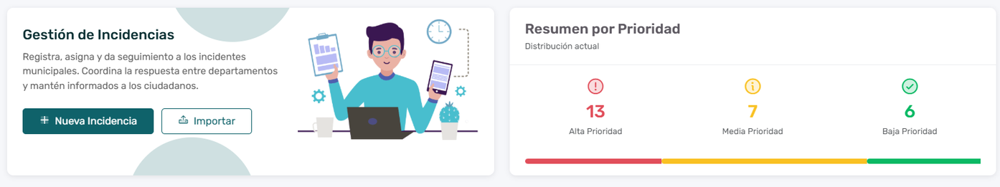 Gestión de Incidencias
Registra, asigna y da seguimiento a los incidentes
municipales. Coordina la respuesta entre departamentos
y mantén informados a los ciudadanos.
Nueva Incidencia
Importar
Resumen por Prioridad
Distribución actual
13
Alta Prioridad
7
Media Prioridad
6
Baja Prioridad